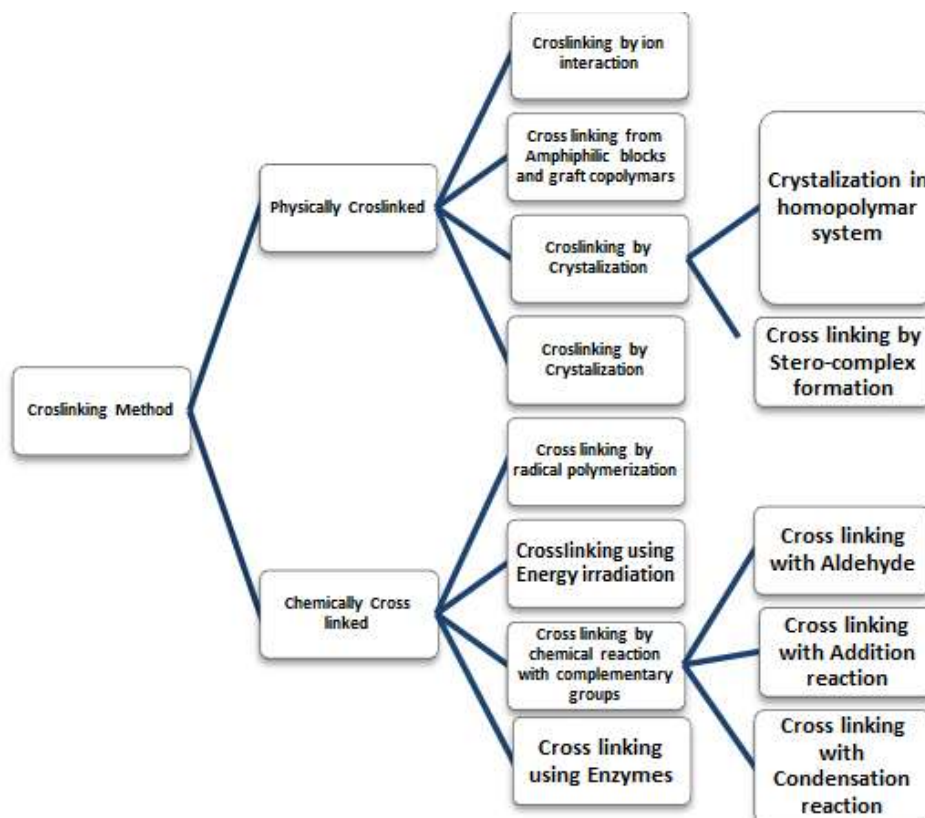 Croslinking Method
Physically Croslinked
Croslinking by ion
interaction
Cross linking from
Amphiphilic blocks
and graft copolymars
Croslinking by
Crystalization
Crystalization in
homopolymar
system
Cross linking by
Stero-complex
formation
Croslinking by
Crystalization
Chemically Cross
linked
Cross linking by
radical polymerization
Crosslinking using
Energy irradiation
Cross linking by
chemical reaction
with complementary
groups
Cross linking
with Aldehyde
Cross linking
with Addition
reaction
Cross linking
with
Condensation
reaction
Cross linking
using Enzymes